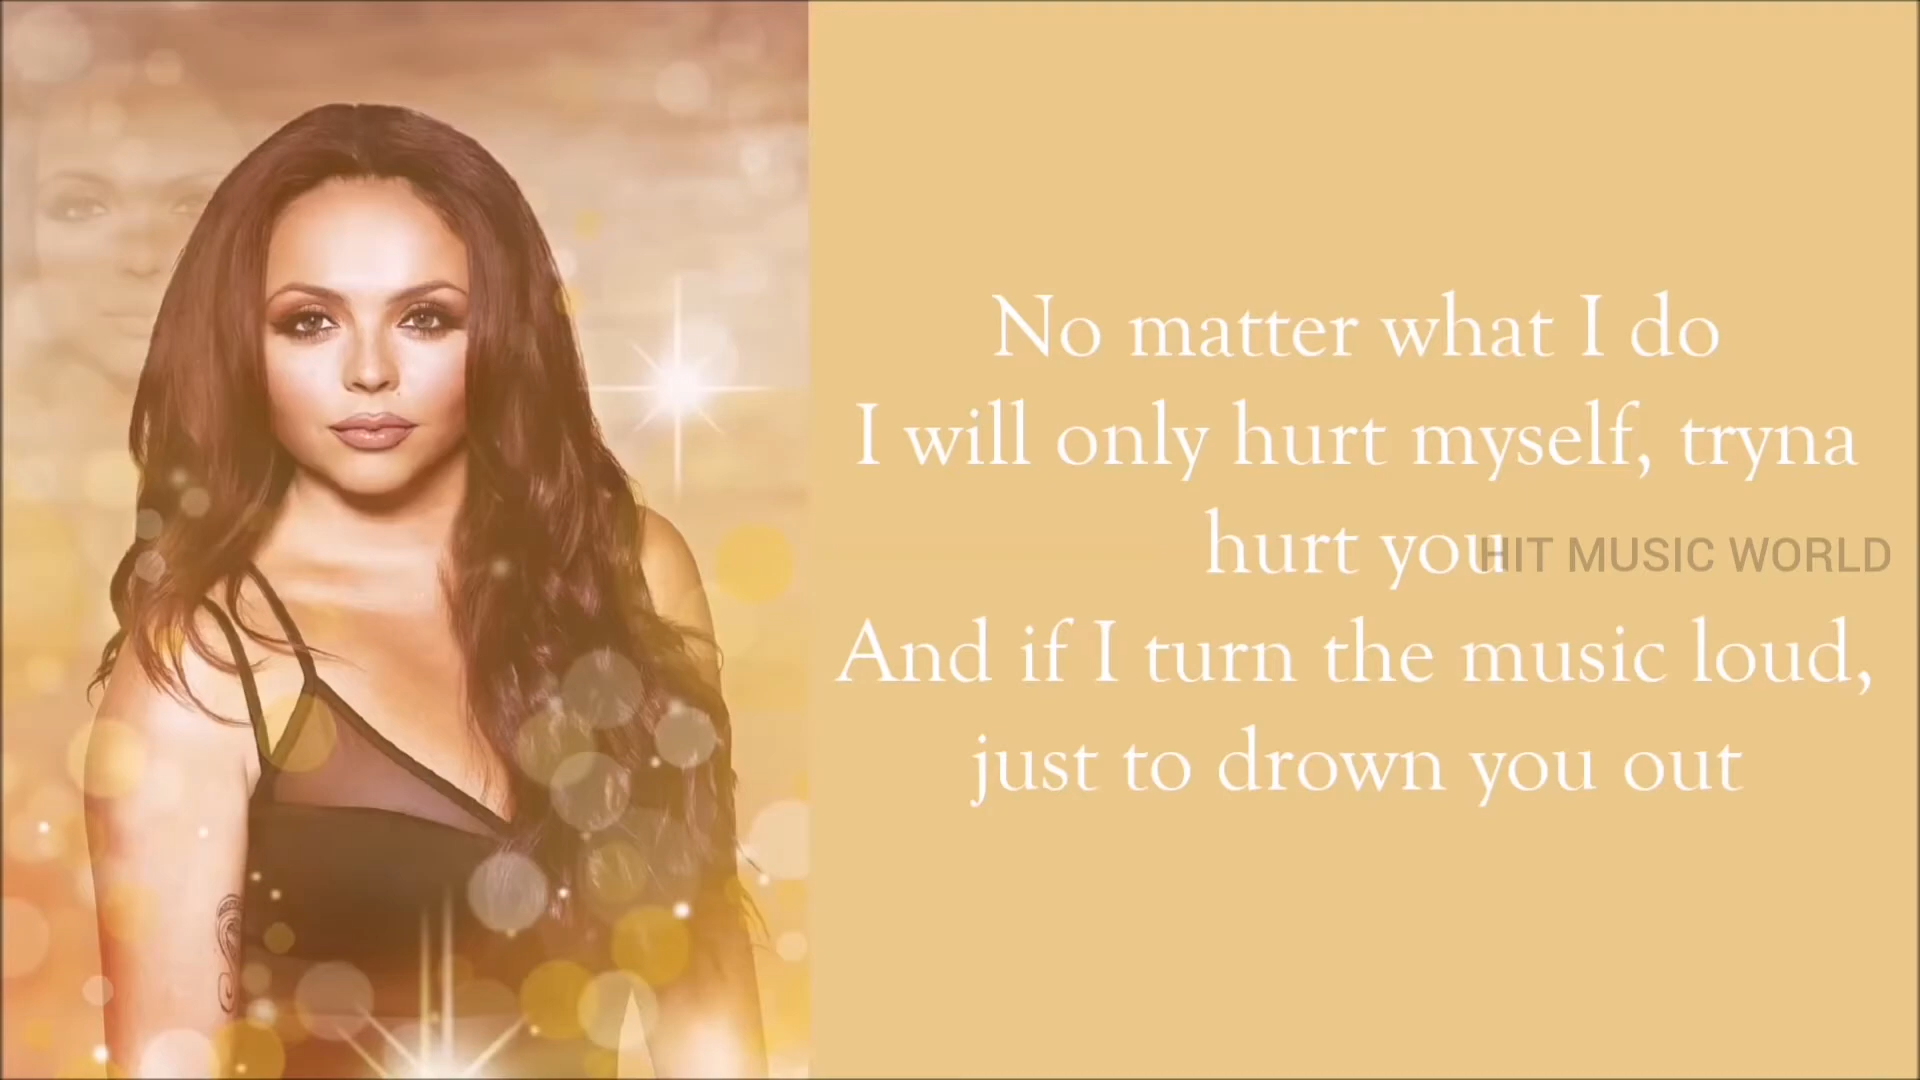 No matter what I do
I will only hurt myself, tryna
hurt you
HIT MUSIC WORLD
And if I turn the music loud,
just to drown you out